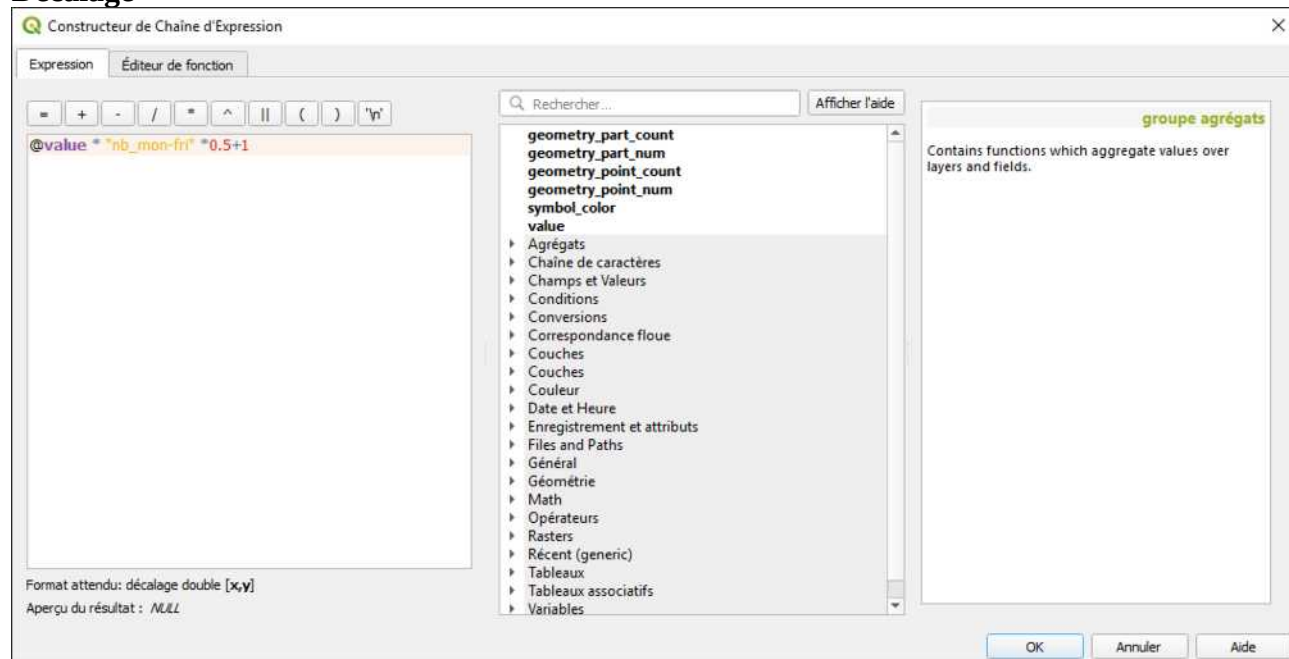 Décalage
Constructeur de Chaîne d'Expression
Expression
Éditeur de fonction
= + - / * ^ || ( ) '\n'
@value * "nb_mon-fri" *0.5+1
Format attendu: décalage double [x,y]
Aperçu du résultat : NULL
Rechercher...
Afficher l'aide
geometry_part_count
geometry_part_num
geometry_point_count
geometry_point_num
symbol_color
value
Agrégats
Chaîne de caractères
Champs et Valeurs
Conditions
Conversions
Correspondance floue
Couches
Couches
Couleur
Date et Heure
Enregistrement et attributs
Files and Paths
Général
Géométrie
Math
Opérateurs
Rasters
Récent (generic)
Tableaux
Tableaux associatifs
Variables
groupe agrégats
Contains functions which aggregate values over
layers and fields.
OK
Annuler
Aide